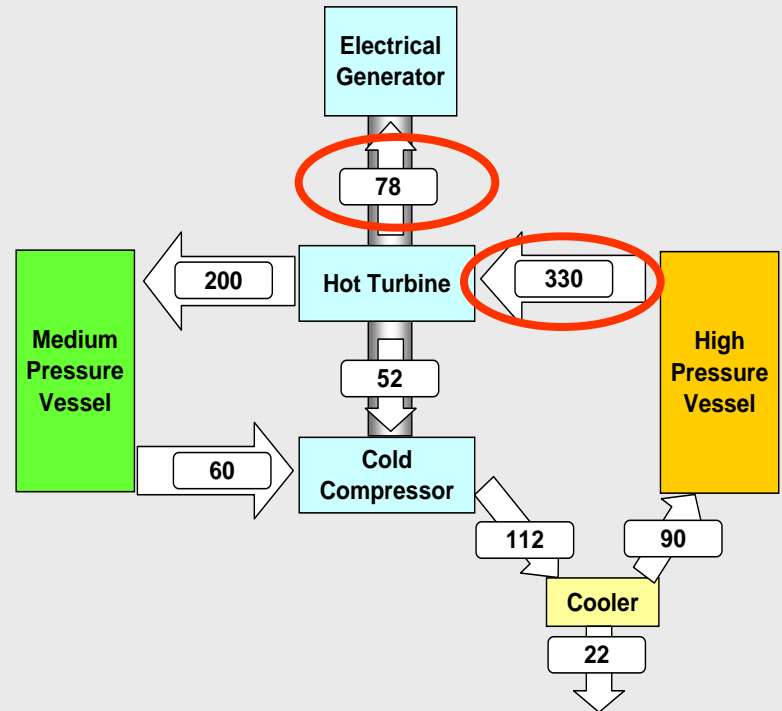 Electrical
Generator
78
200
Hot Turbine
330
Medium
Pressure
Vessel
High
Pressure
Vessel
52
60
Cold
Compressor
112
90
Cooler
22